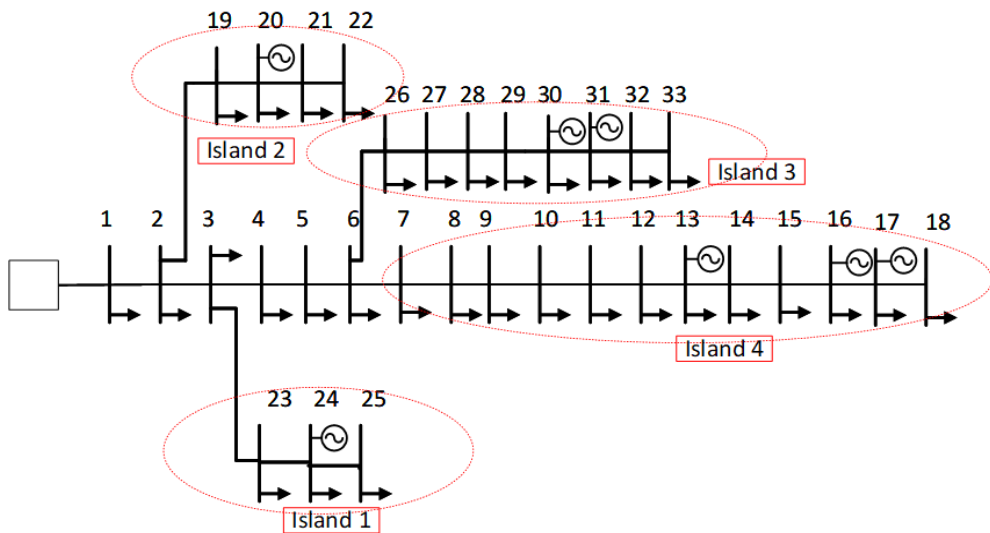 19 20 21 22
26 27 28 29 30 31 32 33
Island 2
Island 3
1 2 3 4 5 6 7 8 9 10 11 12 13 14 15 16 17 18
Island 4
23 24 25
Island 1